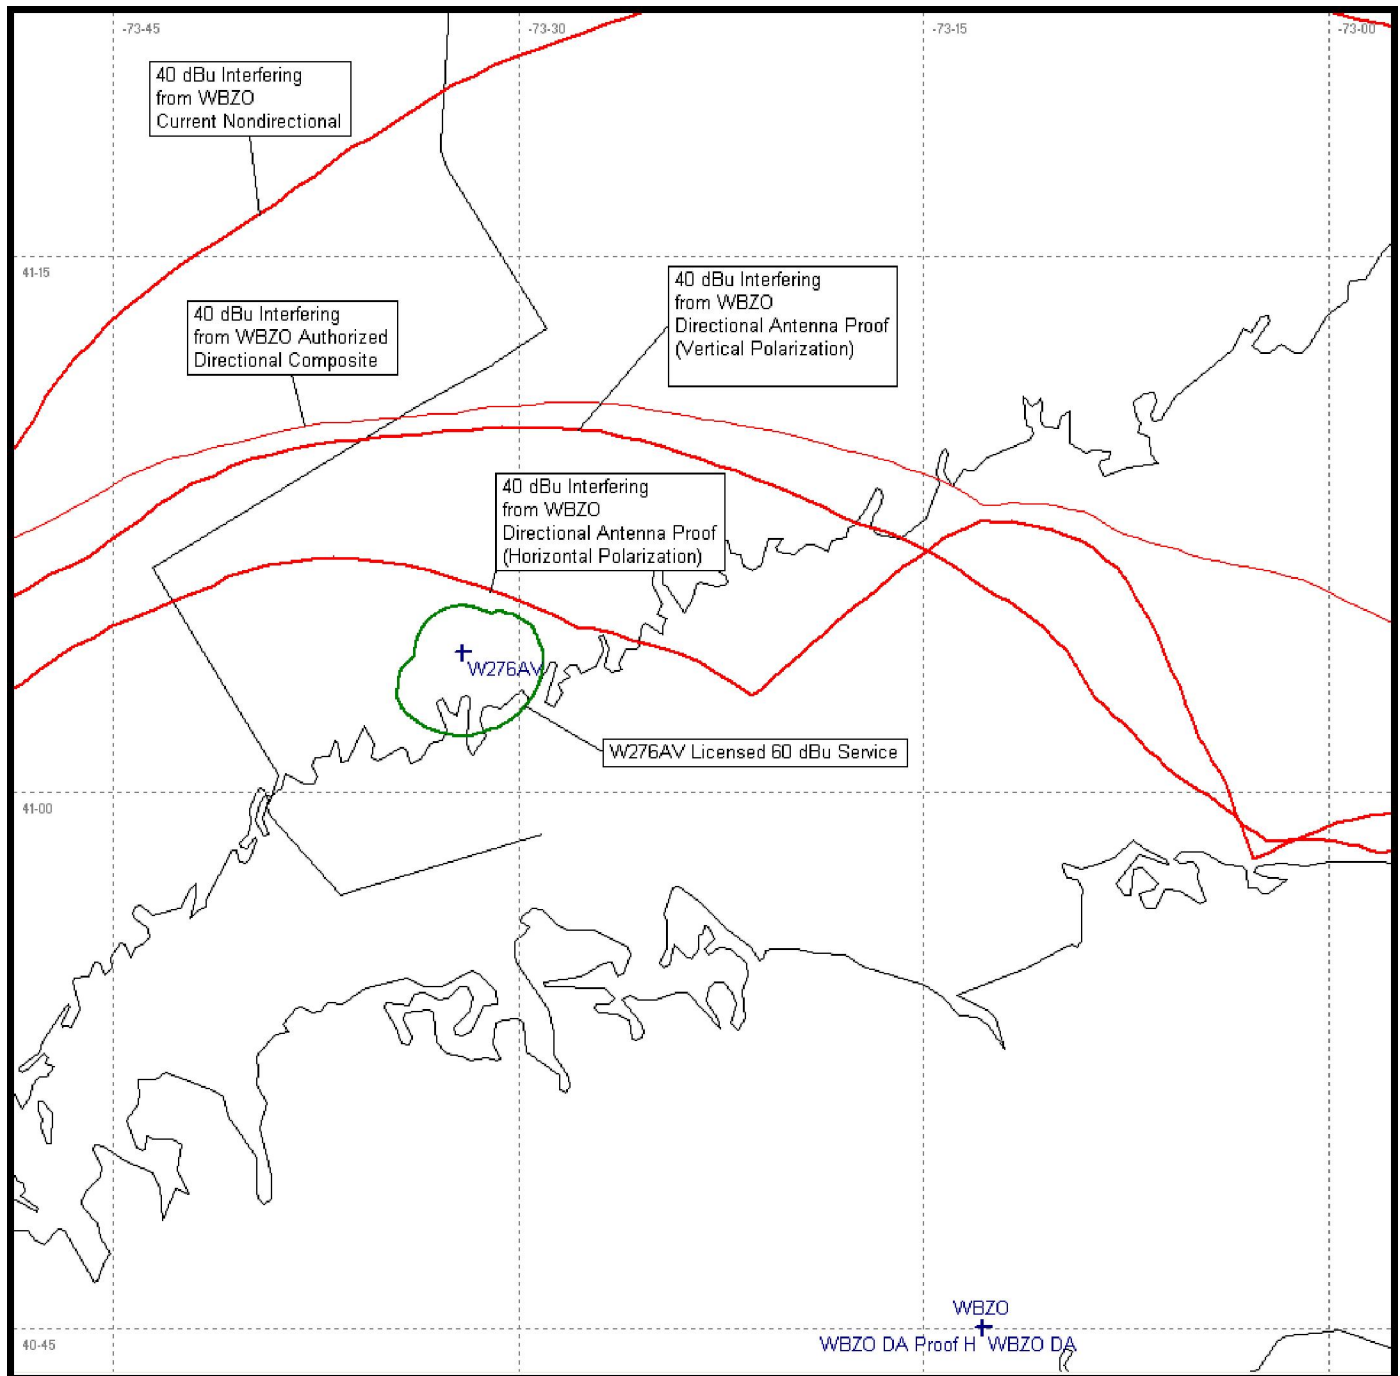 -73-45
-73-30
-73-15
-73-00
40 dBu Interfering
from WBZO
Current Nondirectional
41-15
40 dBu Interfering
from WBZO
Directional Antenna Proof
(Vertical Polarization)
40 dBu Interfering
from WBZO Authorized
Directional Composite
40 dBu Interfering
from WBZO
Directional Antenna Proof
(Horizontal Polarization)
W276AV
W276AV Licensed 60 dBu Service
41-00
WBZO
WBZO DA Proof H
WBZO DA
40-45